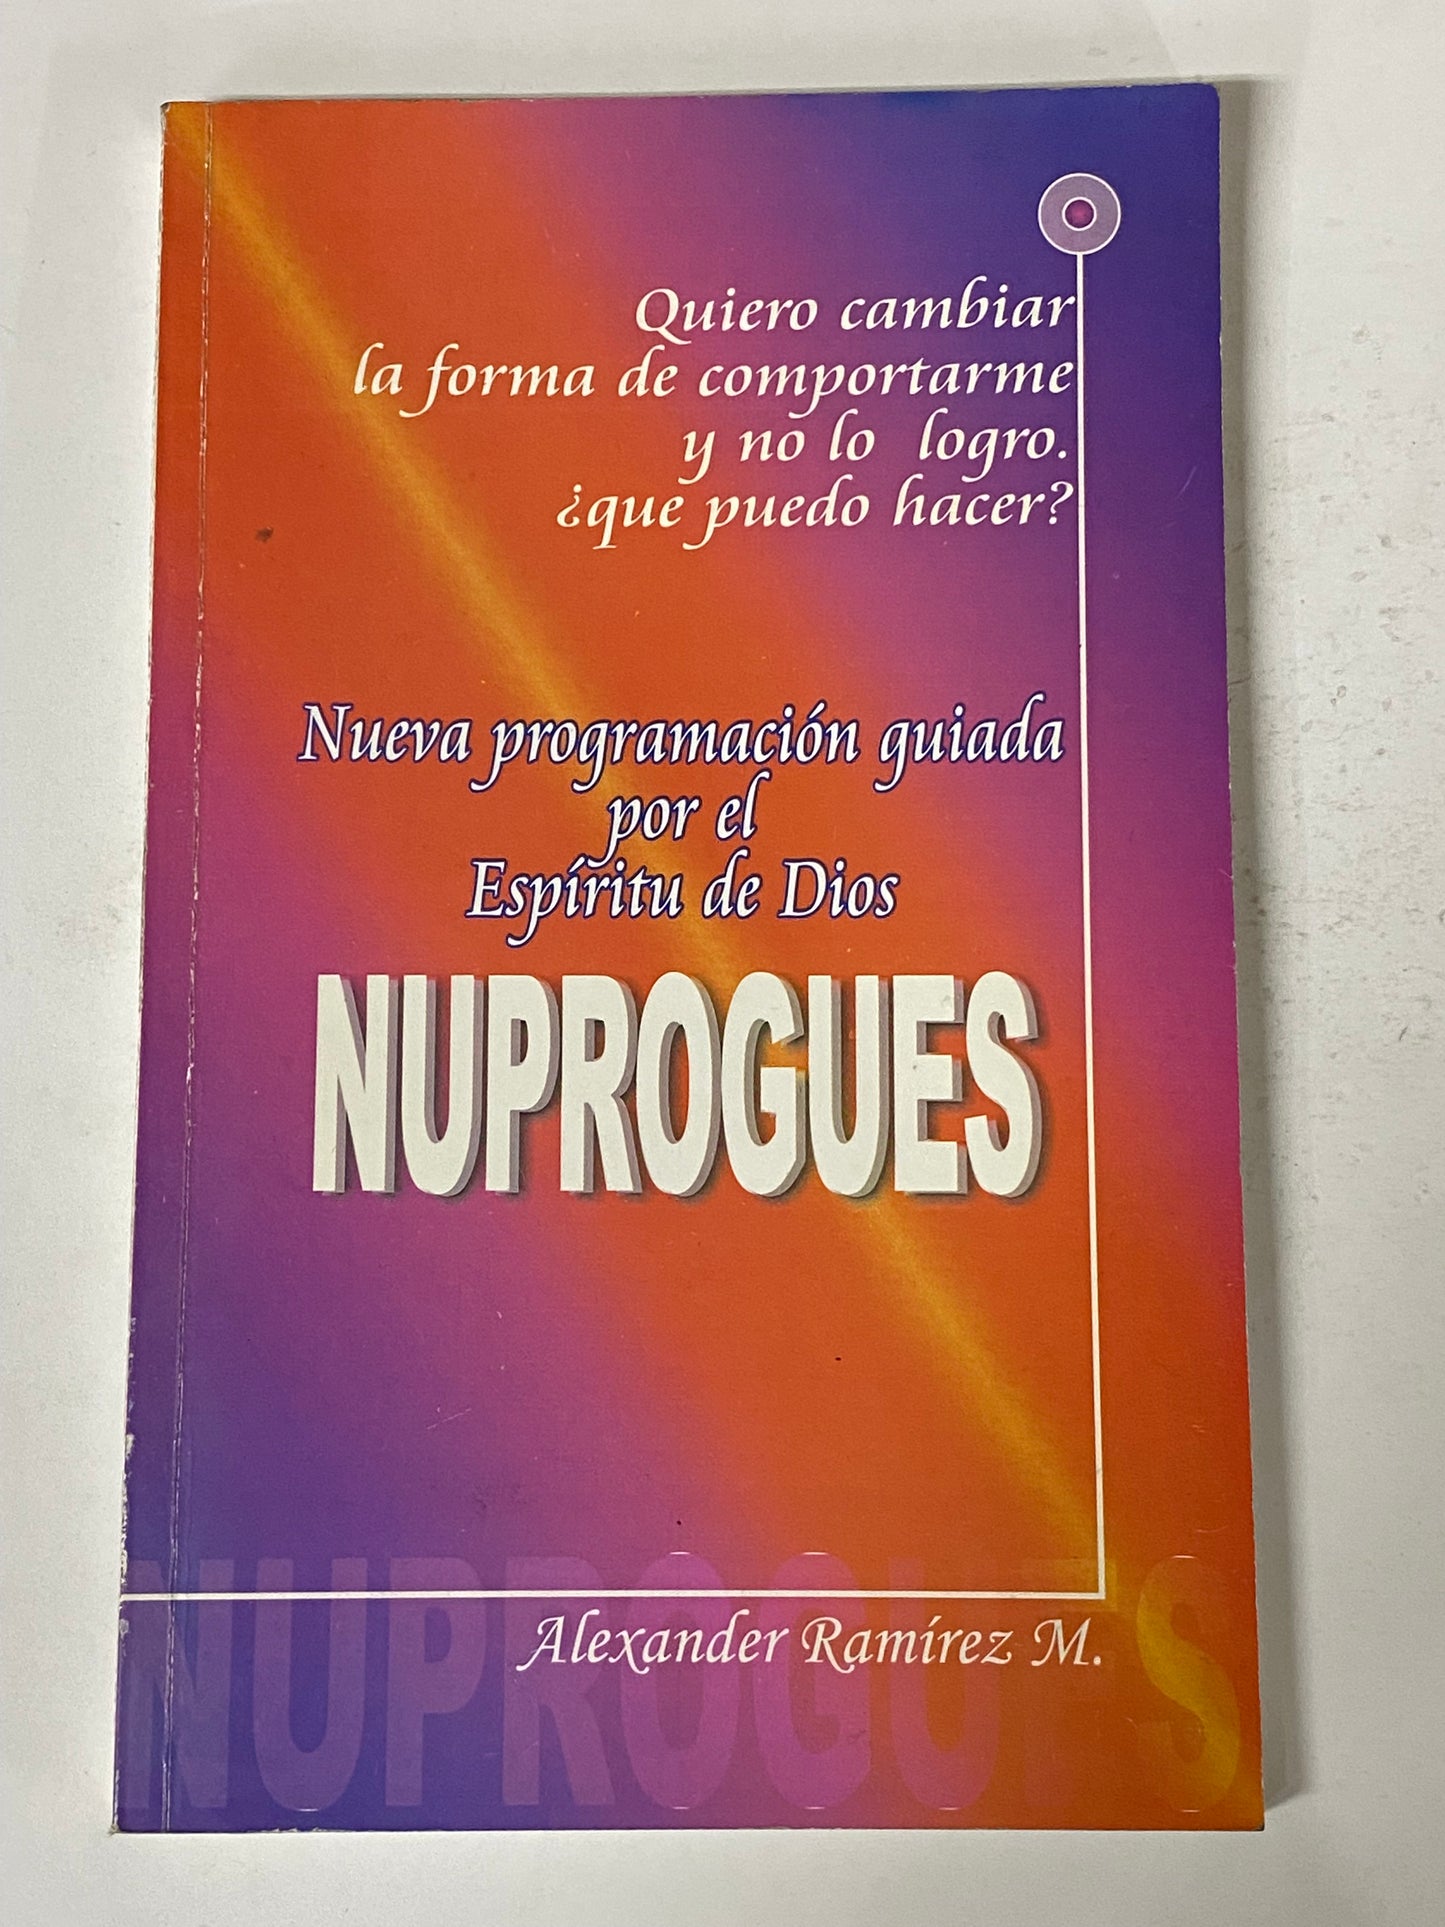 Quiero cambiar
la forma de comportarme
y no lo logro.
¿que puedo hacer?
Nueva programación guiada
por el
Espíritu de Dios
NUPROGUES
Alexander Ramírez M.
NUPROGUES